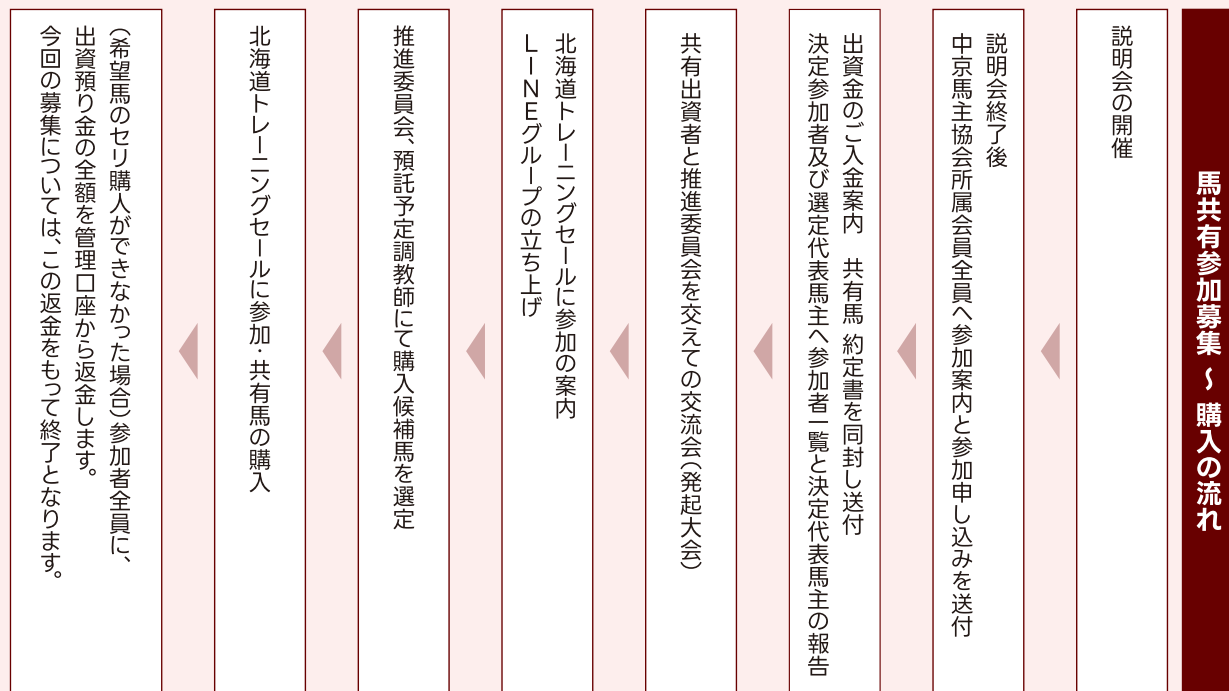 馬共有参加募集 ～ 購入の流れ
説明会の開催
説明会終了後
中京馬主協会所属会員全員へ参加案内と参加申し込みを送付
出資金のご入金案内　共有馬 約定書を同封し送付
決定参加者及び選定代表馬主へ参加者一覧と決定代表馬主の報告
共有出資者と推進委員会を交えての交流会（発起大会）
北海道トレーニングセールに参加の案内
ＬＩＮＥグループの立ち上げ
推進委員会、預託予定調教師にて購入候補馬を選定
北海道トレーニングセールに参加・共有馬の購入
（希望馬のセリ購人ができなかった場合）参加者全員に、
出資預り金の全額を管理口座から返金します。
今回の募集については、この返金をもって終了となります。